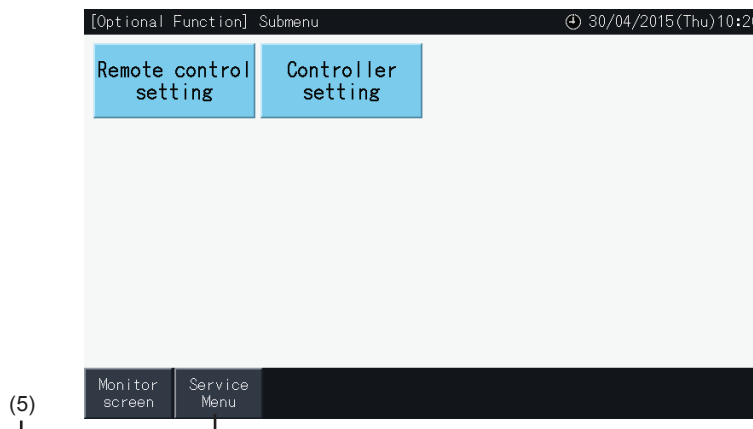 [Optional Function] Submenu 30/04/2015(Thu)10:2
Remote control
setting
Controller
setting
Monitor
screen
Service
Menu
(5)